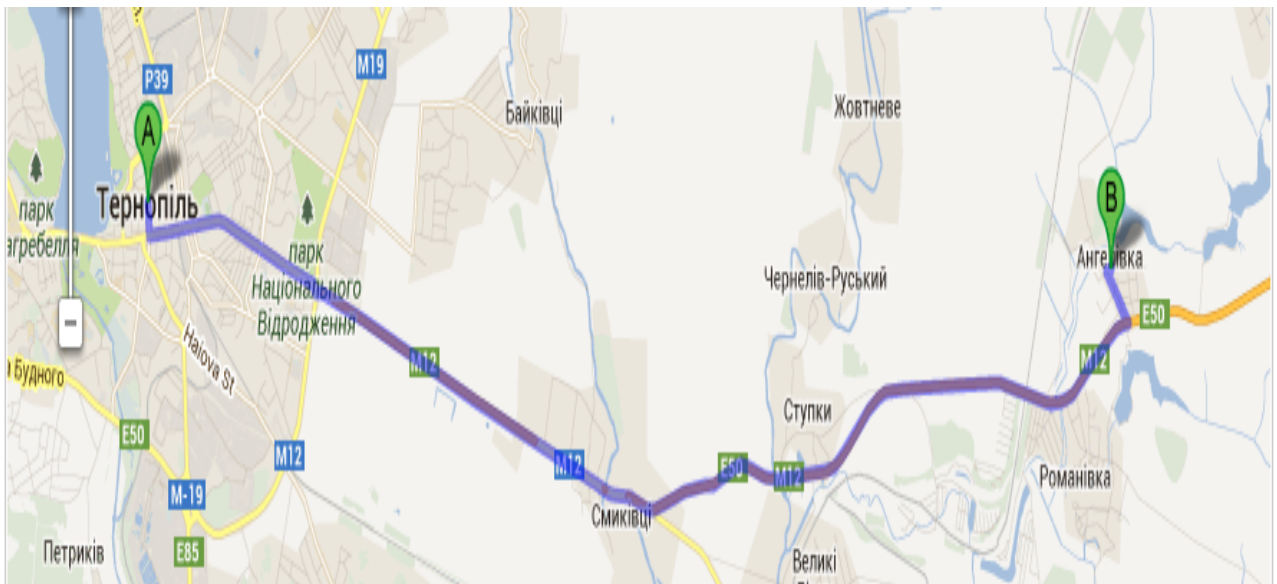 P39
M19
A
Тернопіль
парк
агребелля
парк
Національного
Відродження
Байківці
Жовтневе
B
Ангелівка
Чернелів-Руський
E50
M12
M12
Haiova St
Будного
E50
M12
M-19
E85
Петриків
M12
Смиківці
E50
M12
Ступки
Романівка
Великі